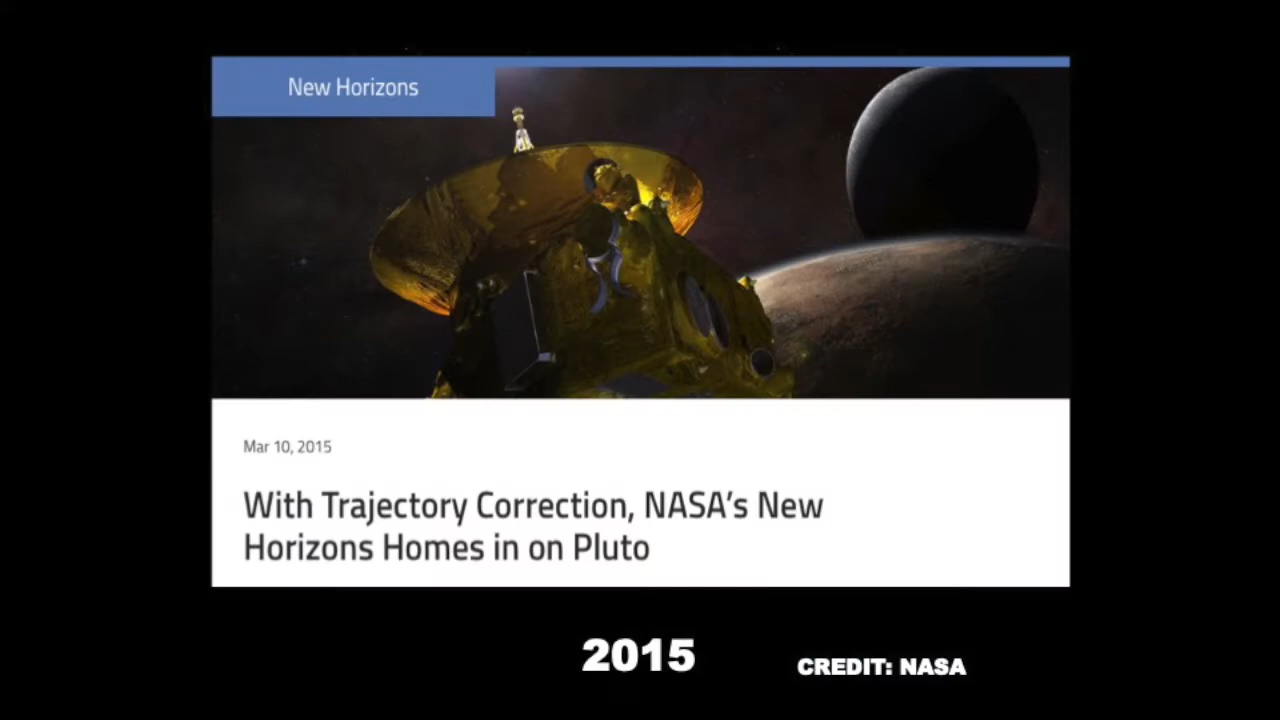 New Horizons
Mar 10, 2015
With Trajectory Correction, NASA's New
Horizons Homes in on Pluto
2015
CREDIT: NASA